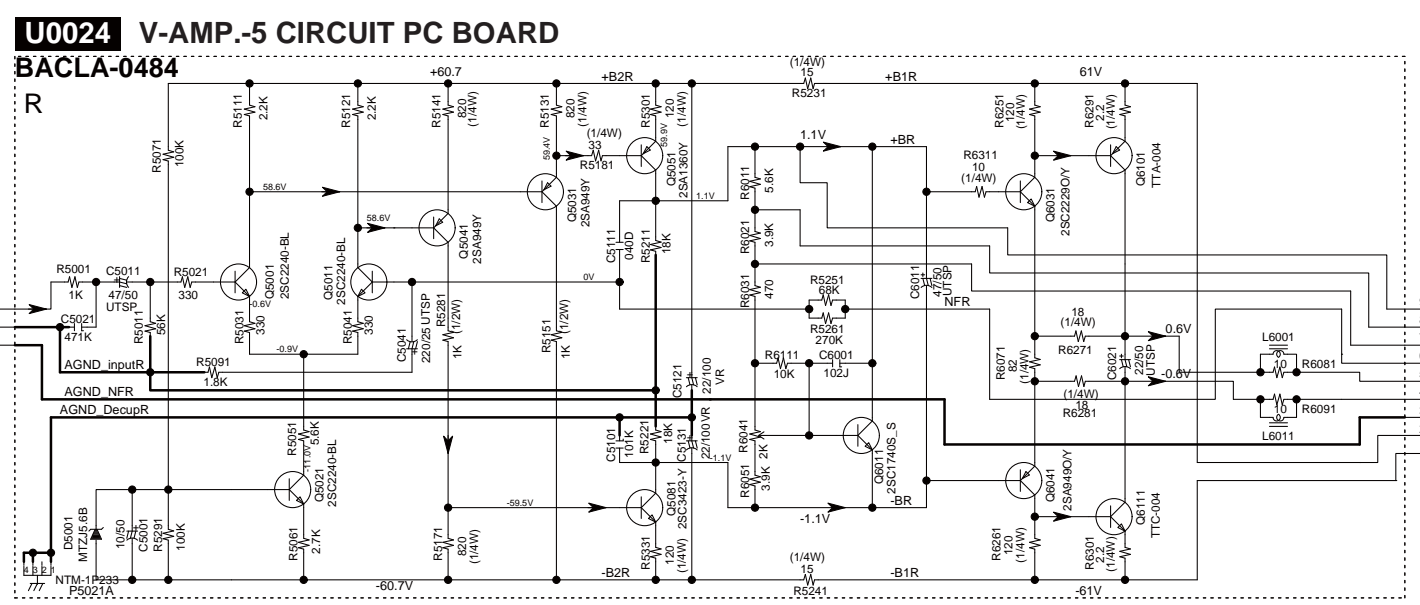 U0024 V-AMP.-5 CIRCUIT PC BOARD
BACLA-0484
R
+60.7
+B2R
(1/4W)
15
R5231
+B1R
61V
R5111
2.2K
R5121
2.2K
R5141
820
(1/4W)
R5131
820
(1/4W)
R5301
120
(1/4W)
R6251
120
(1/4W)
R6291
2.2
(1/4W)
R5071
100K
59.4V
(1/4W)
33
R5181
59.9V
Q5051
2SA1360Y
1.1V
+BR
R6311
10
(1/4W)
Q6101
TTA-004
58.6V
Q5031
2SA949Y
1.1V
R6011
5.6K
Q6031
2SC2229O/Y
58.6V
Q5041
2SA949Y
C5111
040D
R5211
18K
R6021
3.9K
R5001
1K
C5011
47/50
UTSP
R5021
330
Q5001
2SC2240-BL
Q5011
2SC2240-BL
0V
R6031
470
R5251
68K
C6011
47/50
UTSP
NFR
C5021
471K
R5011
56K
-0.6V
R5031
330
R5041
330
C5041
220/25 UTSP
R5281
1K
(1/2W)
R5151
1K
(1/2W)
R5261
270K
18
(1/4W)
R6271
0.6V
L6001
10
R6081
-0.9V
AGND_inputR
R5091
1.8K
R6111
10K
C6001
102J
R6071
82
(1/4W)
C6021
22/50
UTSP
-0.6V
AGND_NFR
C5121
22/100
VR
(1/4W)
18
R6281
10
R6091
L6011
AGND_DecupR
R5051
5.6K
C5101
101K
R5221
18K
C5131
22/100 VR
R6041
2K
Q6011
2SC1740S_S
-11.0V
Q5021
2SC2240-BL
-1.1V
R6051
3.9K
Q6041
2SA949O/Y
-59.5V
Q5081
2SC3423-Y
-BR
-1.1V
Q6111
TTC-004
D5001
MTZJ5.6B
10/50
C5001
R5291
100K
R5061
2.7K
R5171
820
(1/4W)
R5331
120
(1/4W)
R6261
120
(1/4W)
R6301
2.2
(1/4W)
4 3 2 1
NTM-1P233
P5021A
-60.7V
-B2R
(1/4W)
15
R5241
-B1R
-61V